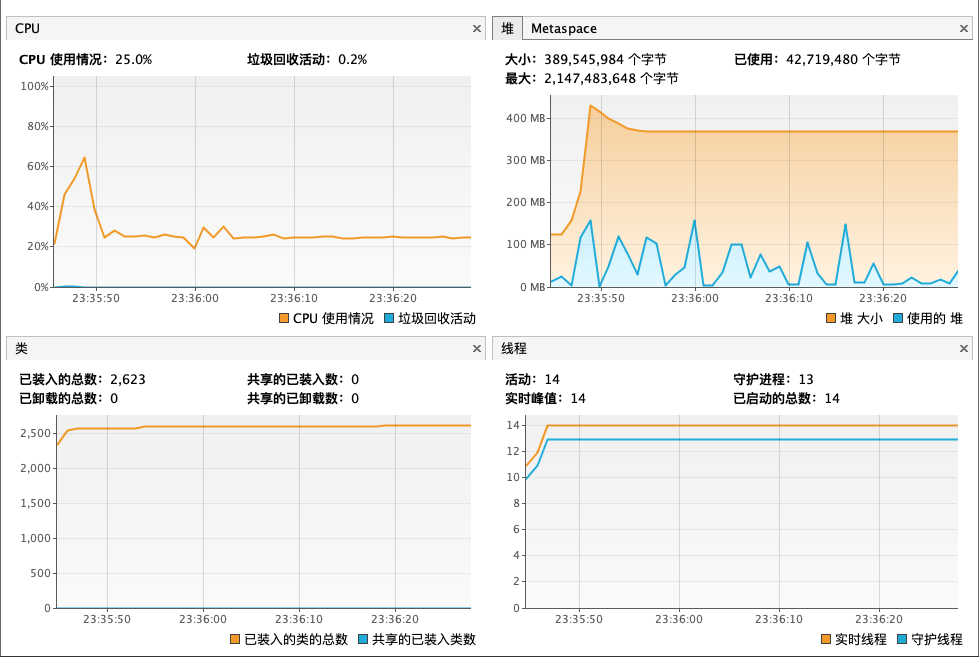 CPU
CPU 使用情况: 25.0%
垃圾回收活动: 0.2%
100%
80%
60%
40%
20%
0%
23:35:50
23:36:00
23:36:10
23:36:20
CPU 使用情况
垃圾回收活动
堆
Metaspace
大小: 389,545,984 个字节
已使用: 42,719,480 个字节
最大: 2,147,483,648 个字节
400 MB
300 MB
200 MB
100 MB
0 MB
23:35:50
23:36:00
23:36:10
23:36:20
堆 大小
使用的 堆
类
已装入的总数: 2,623
共享的已装入数: 0
已卸载的总数: 0
共享的已卸载数: 0
2,500
2,000
1,500
1,000
500
0
23:35:50
23:36:00
23:36:10
23:36:20
已装入的类的总数
共享的已装入类数
线程
活动: 14
守护进程: 13
实时峰值: 14
已启动的总数: 14
14
12
10
8
6
4
2
0
23:35:50
23:36:00
23:36:10
23:36:20
实时线程
守护线程